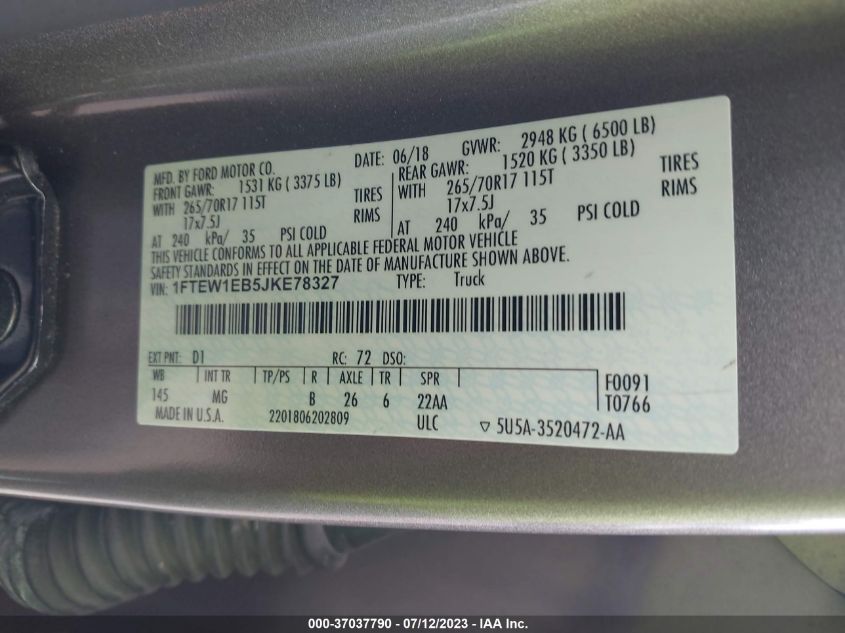 MFD. BY FORD MOTOR CO. DATE: 06/18 GVWR: 2948 KG ( 6500 LB)
FRONT GAWR: 1531 KG ( 3375 LB) REAR GAWR: 1520 KG ( 3350 LB)
WITH 265/70R17 115T TIRES WITH 265/70R17 115T TIRES
17x7.5J RIMS 17x7.5J RIMS
AT 240 kPa/ 35 PSI COLD AT 240 kPa/ 35 PSI COLD
THIS VEHICLE CONFORMS TO ALL APPLICABLE FEDERAL MOTOR VEHICLE
SAFETY STANDARDS IN EFFECT ON THE DATE OF MANUFACTURE SHOWN ABOVE.
VIN: 1FTEW1EB5JKE78327 TYPE: Truck
EXT PNT: D1 RC: 72 DSO:
WB INT TR TP/PS R AXLE TR SPR F0091
145 MG B 26 6 22AA T0766
MADE IN U.S.A. 2201806202809 ULC ▽ 5U5A-3520472-AA
000-37037790 - 07/12/2023 - IAA Inc.